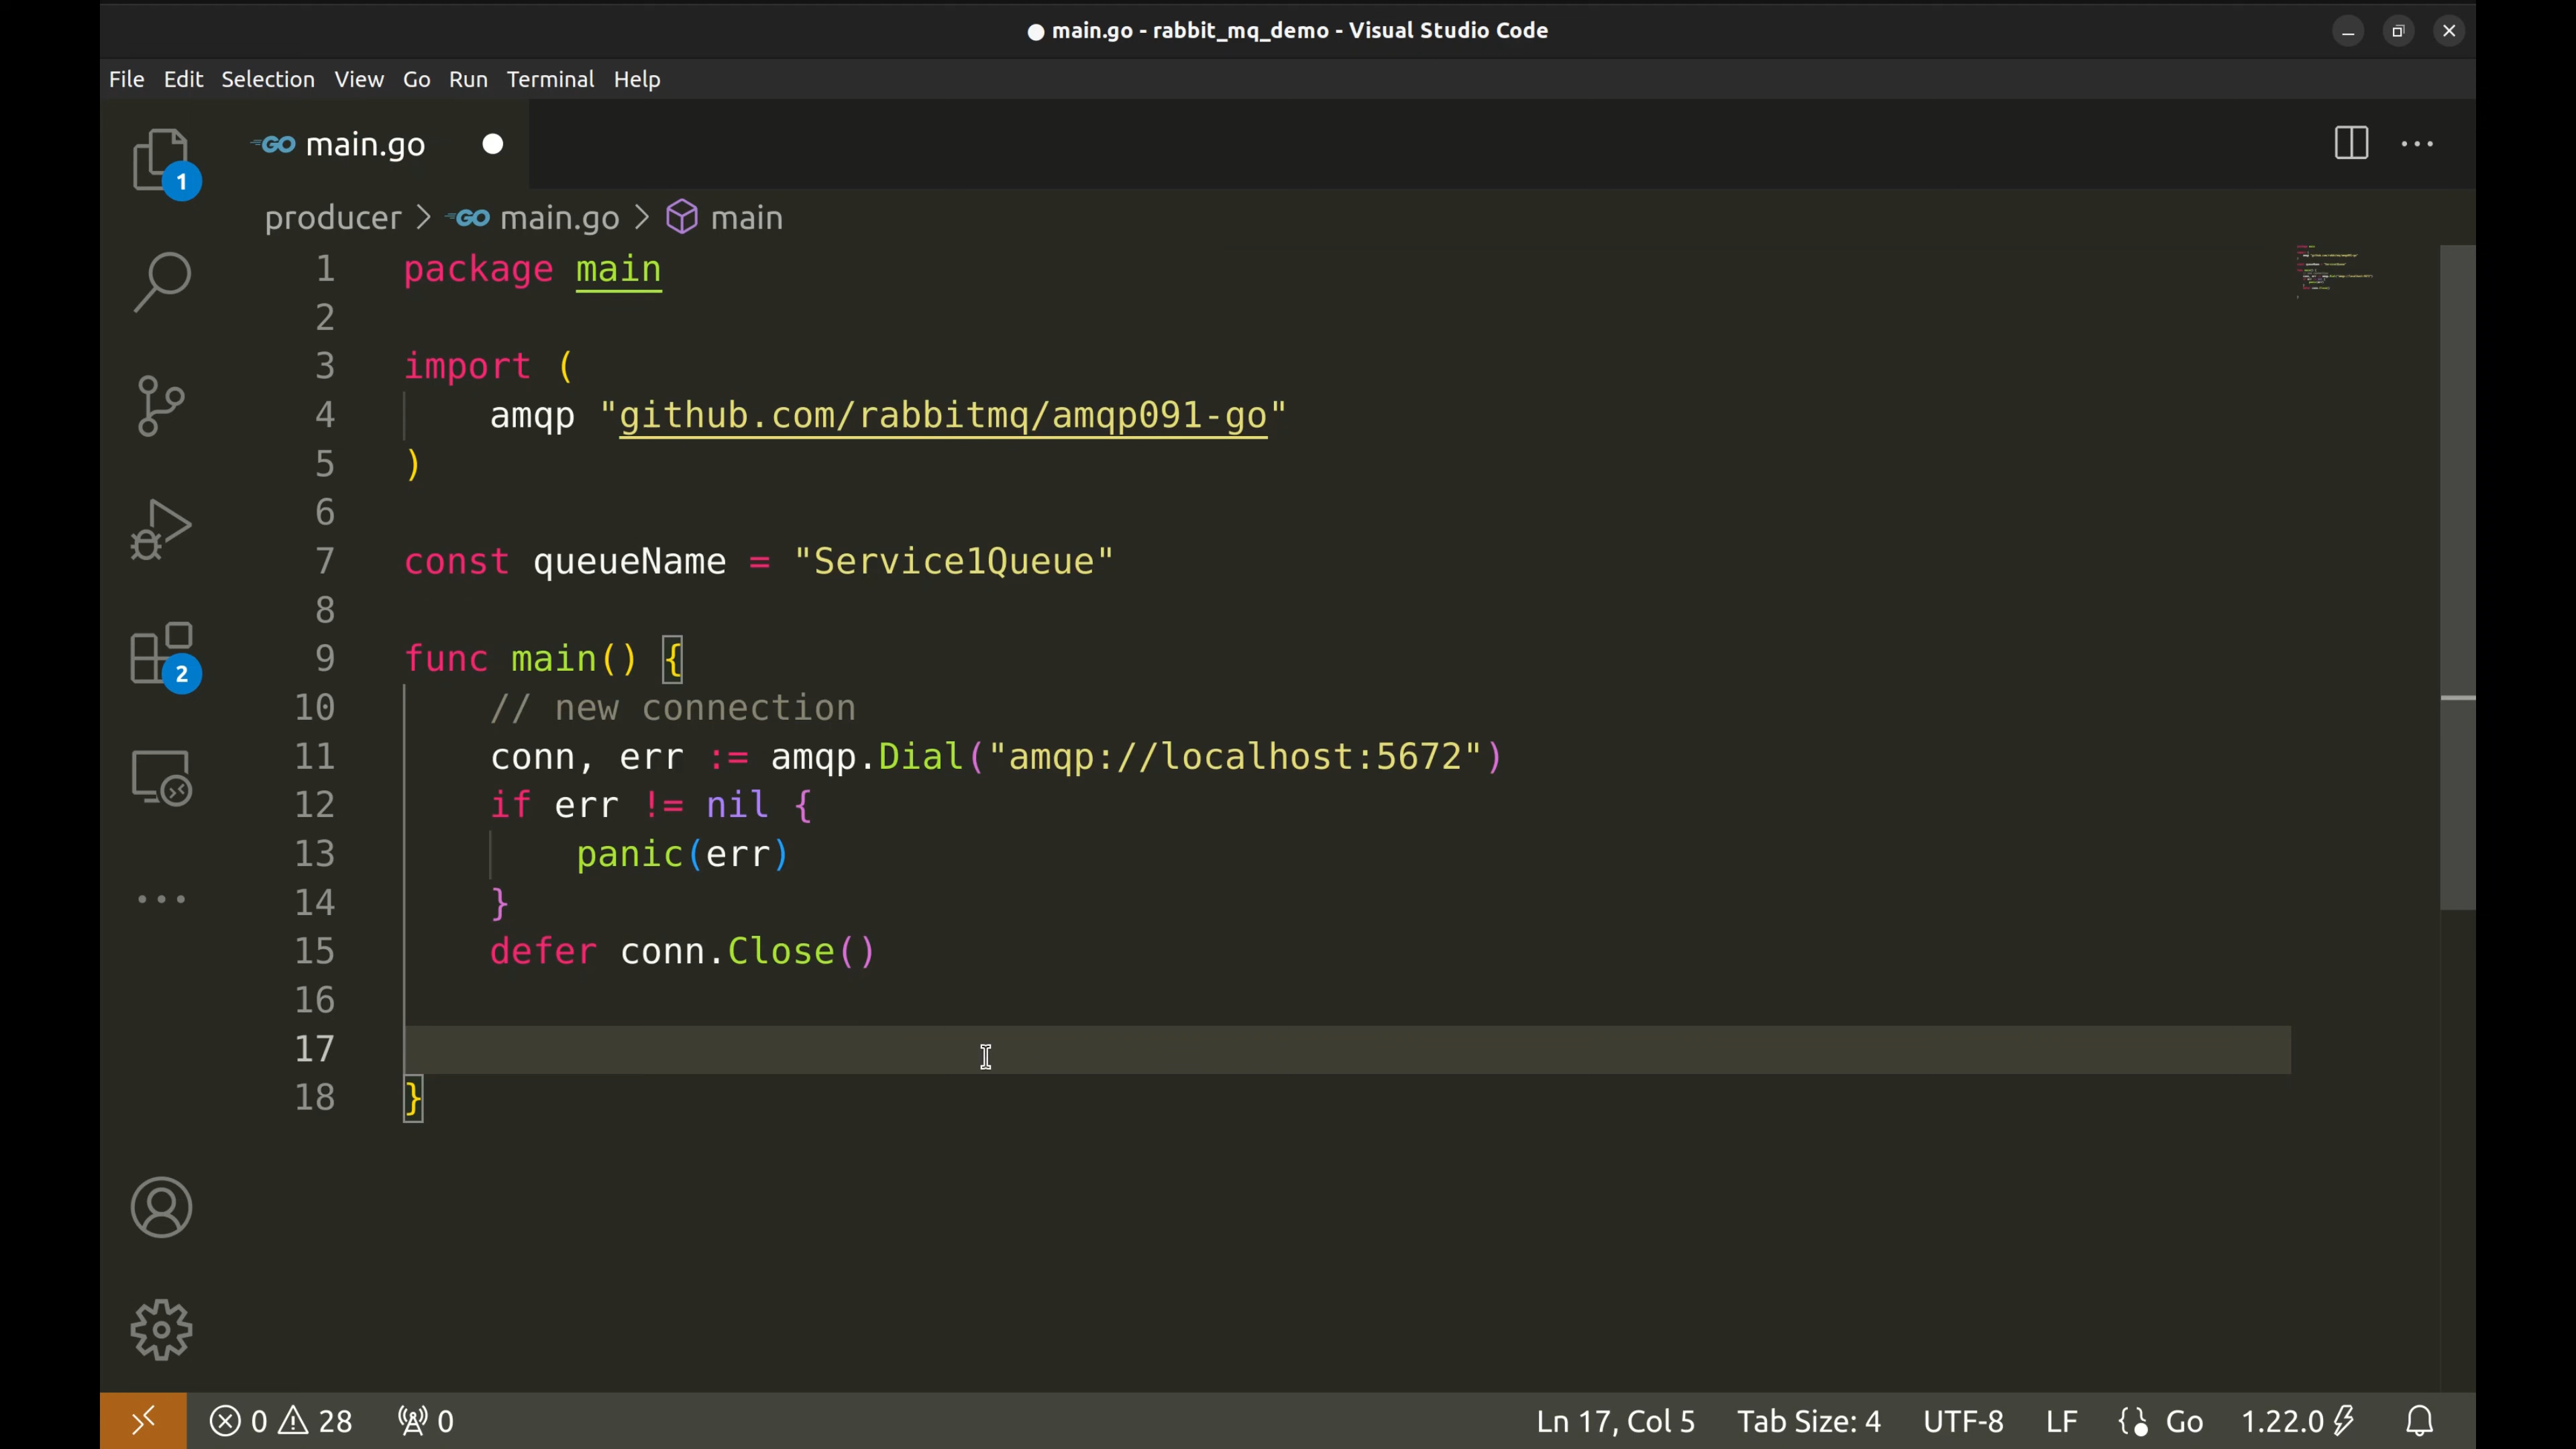 ● main.go - rabbit_mq_demo - Visual Studio Code
File Edit Selection View Go Run Terminal Help
GO main.go
1
producer > GO main.go > main
1 package main
2
3 import (
4 amqp "github.com/rabbitmq/amqp091-go"
5 )
6
7 const queueName = "Service1Queue"
8
9 func main() {
10 // new connection
11 conn, err := amqp.Dial("amqp://localhost:5672")
12 if err != nil {
13 panic(err)
14 }
15 defer conn.Close()
16
17
18 }
2
0 28 0 Ln 17, Col 5 Tab Size: 4 UTF-8 LF {} Go 1.22.0